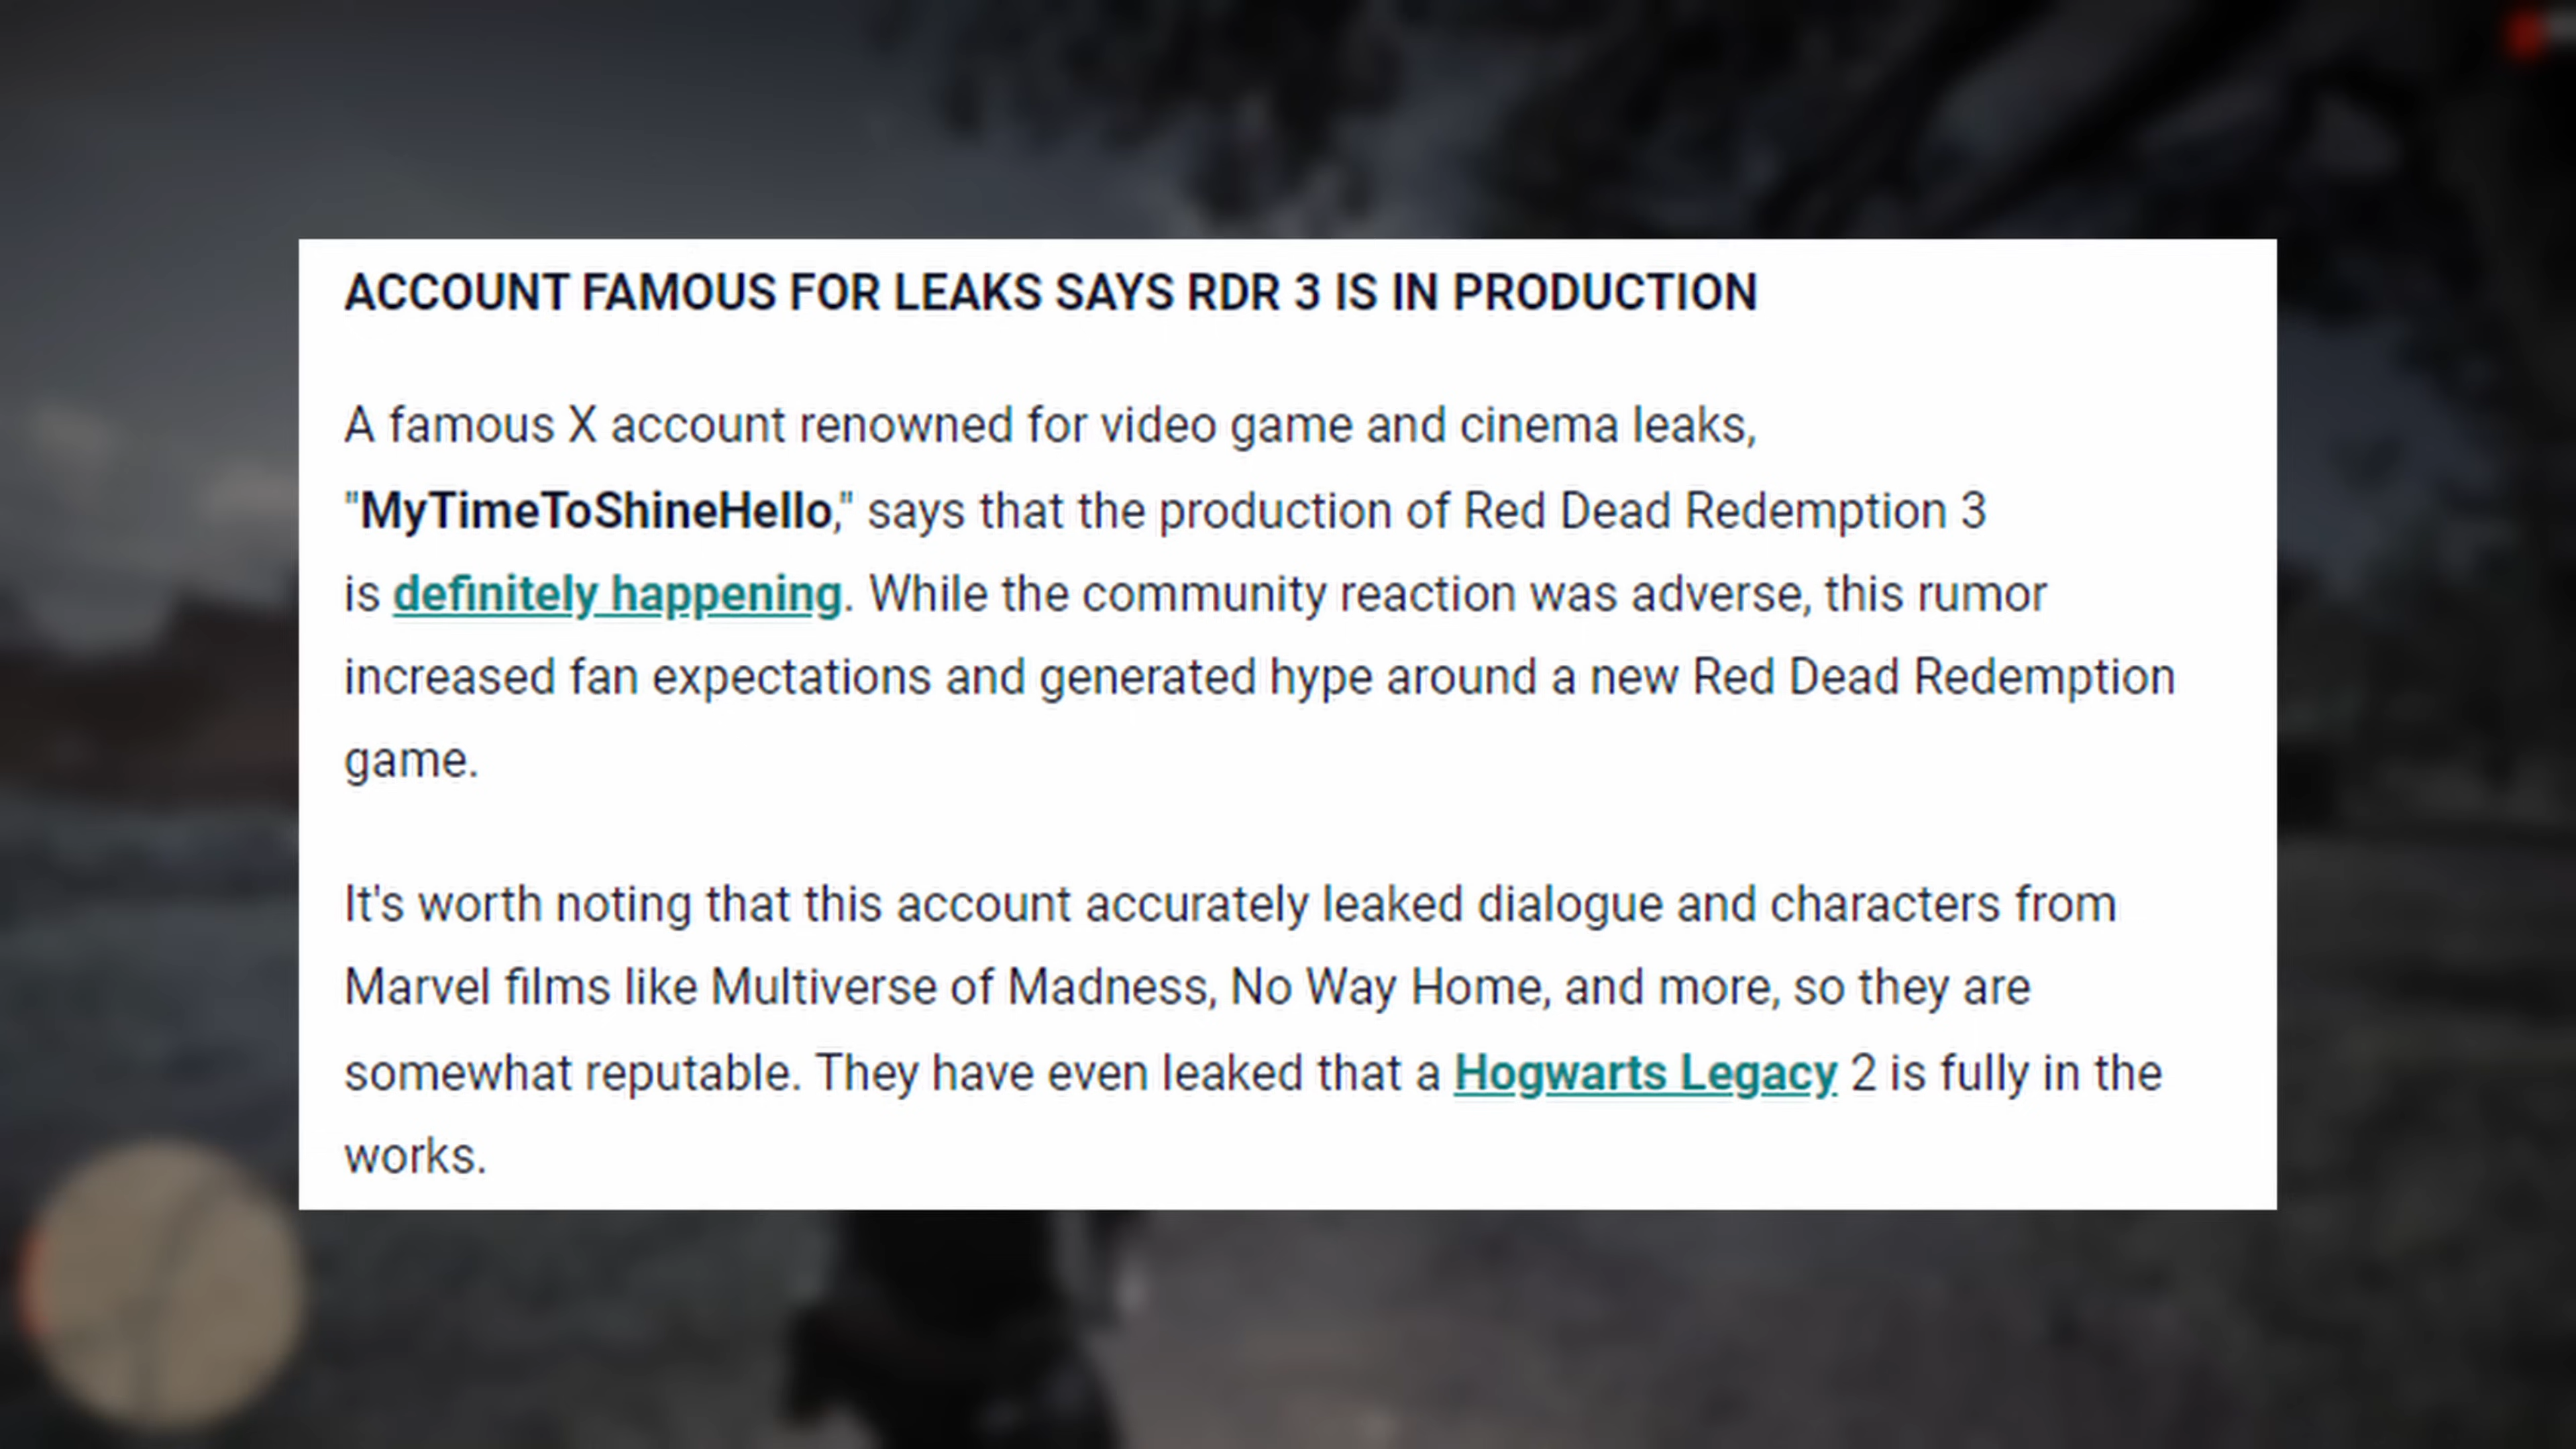 ACCOUNT FAMOUS FOR LEAKS SAYS RDR 3 IS IN PRODUCTION
A famous X account renowned for video game and cinema leaks,
"MyTimeToShineHello," says that the production of Red Dead Redemption 3
is definitely happening. While the community reaction was adverse, this rumor
increased fan expectations and generated hype around a new Red Dead Redemption
game.
It's worth noting that this account accurately leaked dialogue and characters from
Marvel films like Multiverse of Madness, No Way Home, and more, so they are
somewhat reputable. They have even leaked that a Hogwarts Legacy 2 is fully in the
works.